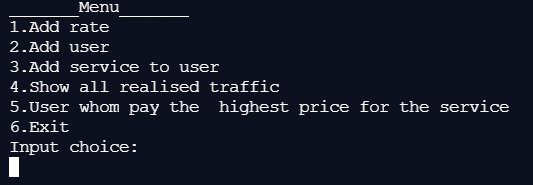 _______Menu_______
1.Add rate
2.Add user
3.Add service to user
4.Show all realised traffic
5.User whom pay the  highest price for the service
6.Exit
Input choice: